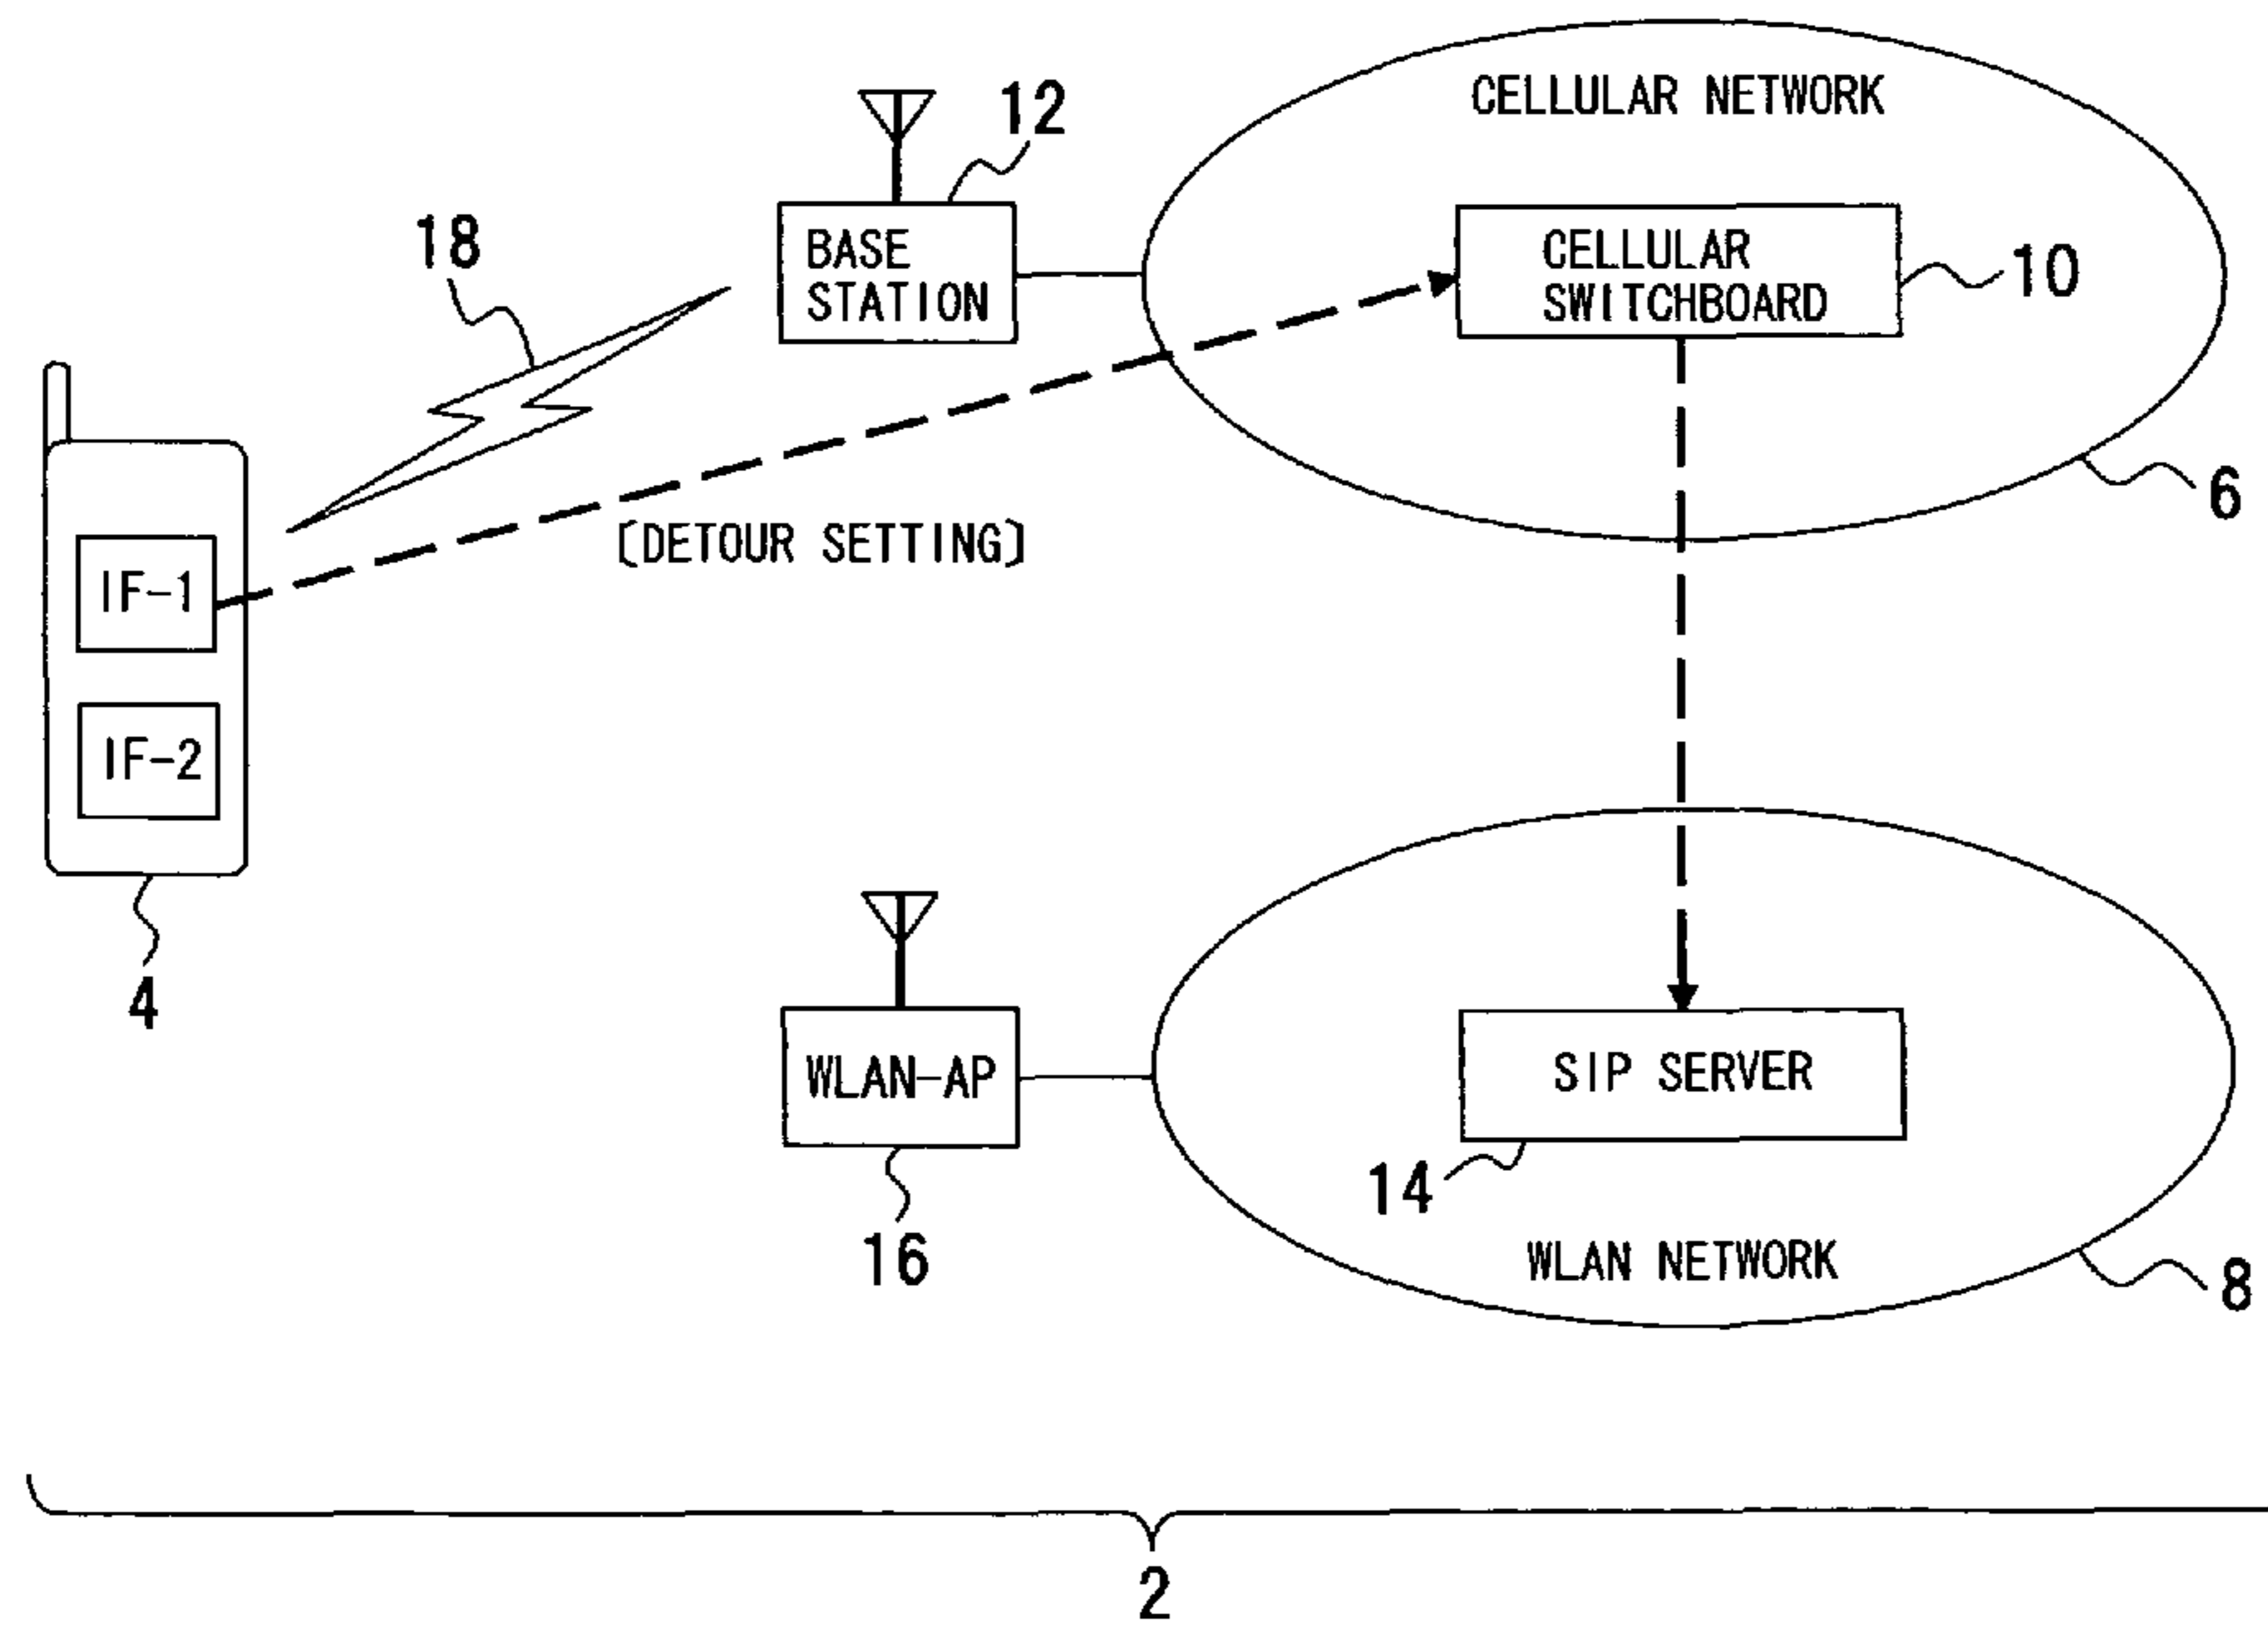 CELLULAR NETWORK
12
BASE
STATION
CELLULAR
SWITCHBOARD
10
18
6
[DETOUR SETTING]
IF-1
IF-2
4
WLAN-AP
SIP SERVER
14
16
WLAN NETWORK
8
2